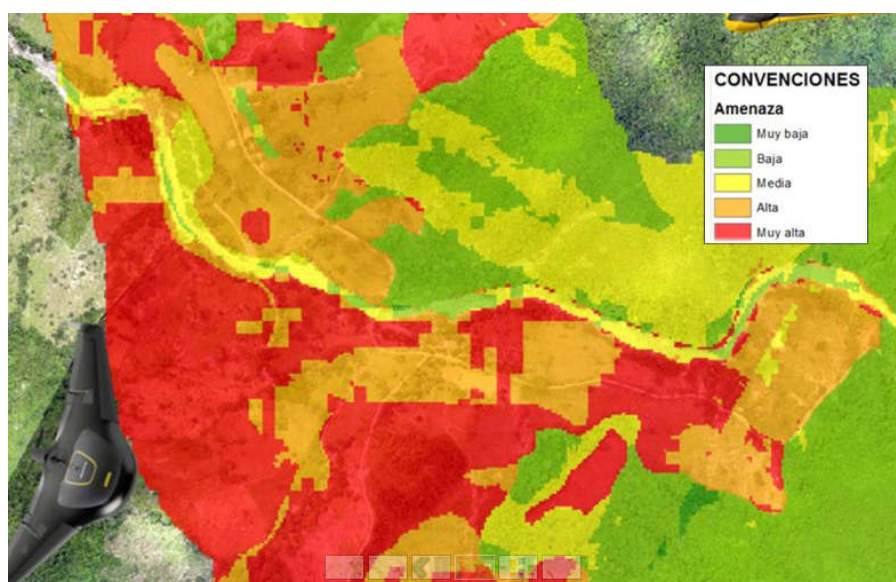 CONVENCIONES
Amenaza
Muy baja
Baja
Media
Alta
Muy alta